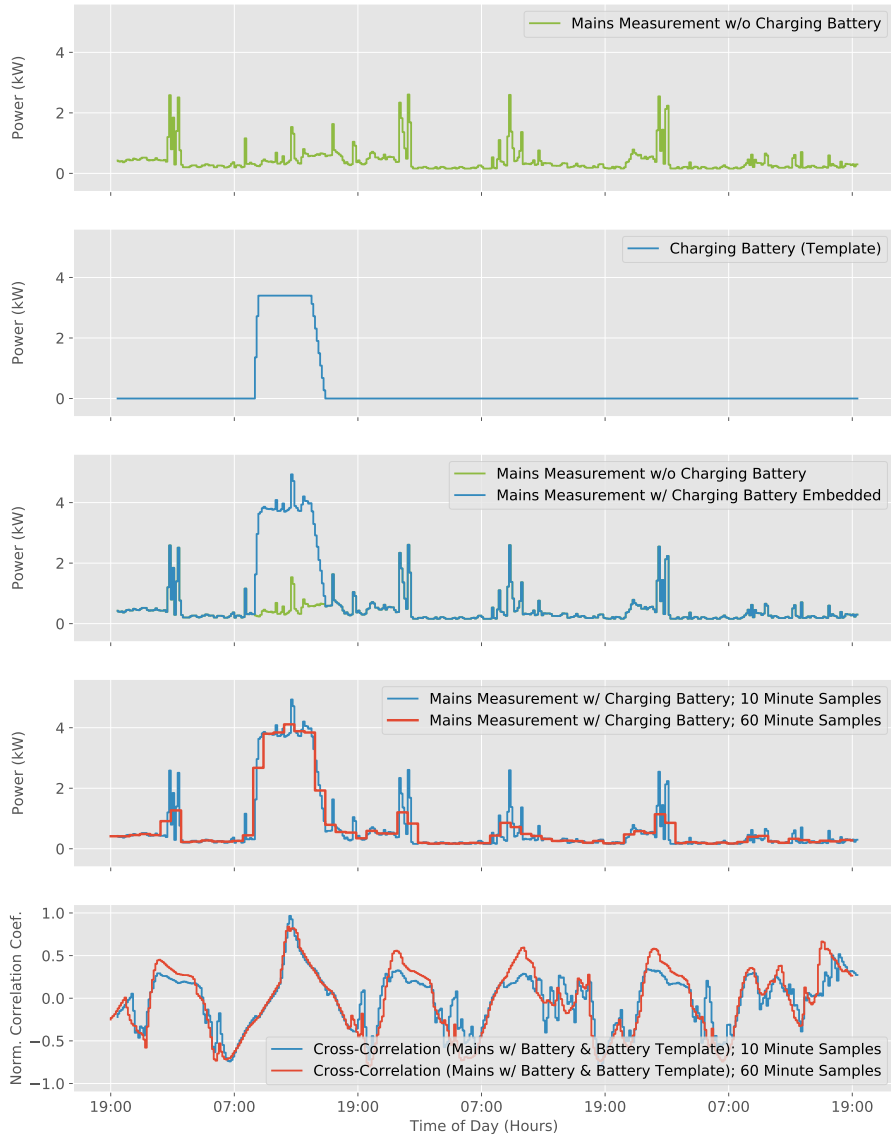 Mains Measurement w/o Charging Battery
Power (kW)
4
2
0
Charging Battery (Template)
Power (kW)
4
2
0
Mains Measurement w/o Charging Battery
Mains Measurement w/ Charging Battery Embedded
Power (kW)
4
2
0
Mains Measurement w/ Charging Battery; 10 Minute Samples
Mains Measurement w/ Charging Battery; 60 Minute Samples
Power (kW)
4
2
0
Norm. Correlation Coef.
1.0
0.5
0.0
−0.5
−1.0
Cross-Correlation (Mains w/ Battery & Battery Template); 10 Minute Samples
Cross-Correlation (Mains w/ Battery & Battery Template); 60 Minute Samples
19:00 07:00 19:00 07:00 19:00 07:00 19:00
Time of Day (Hours)